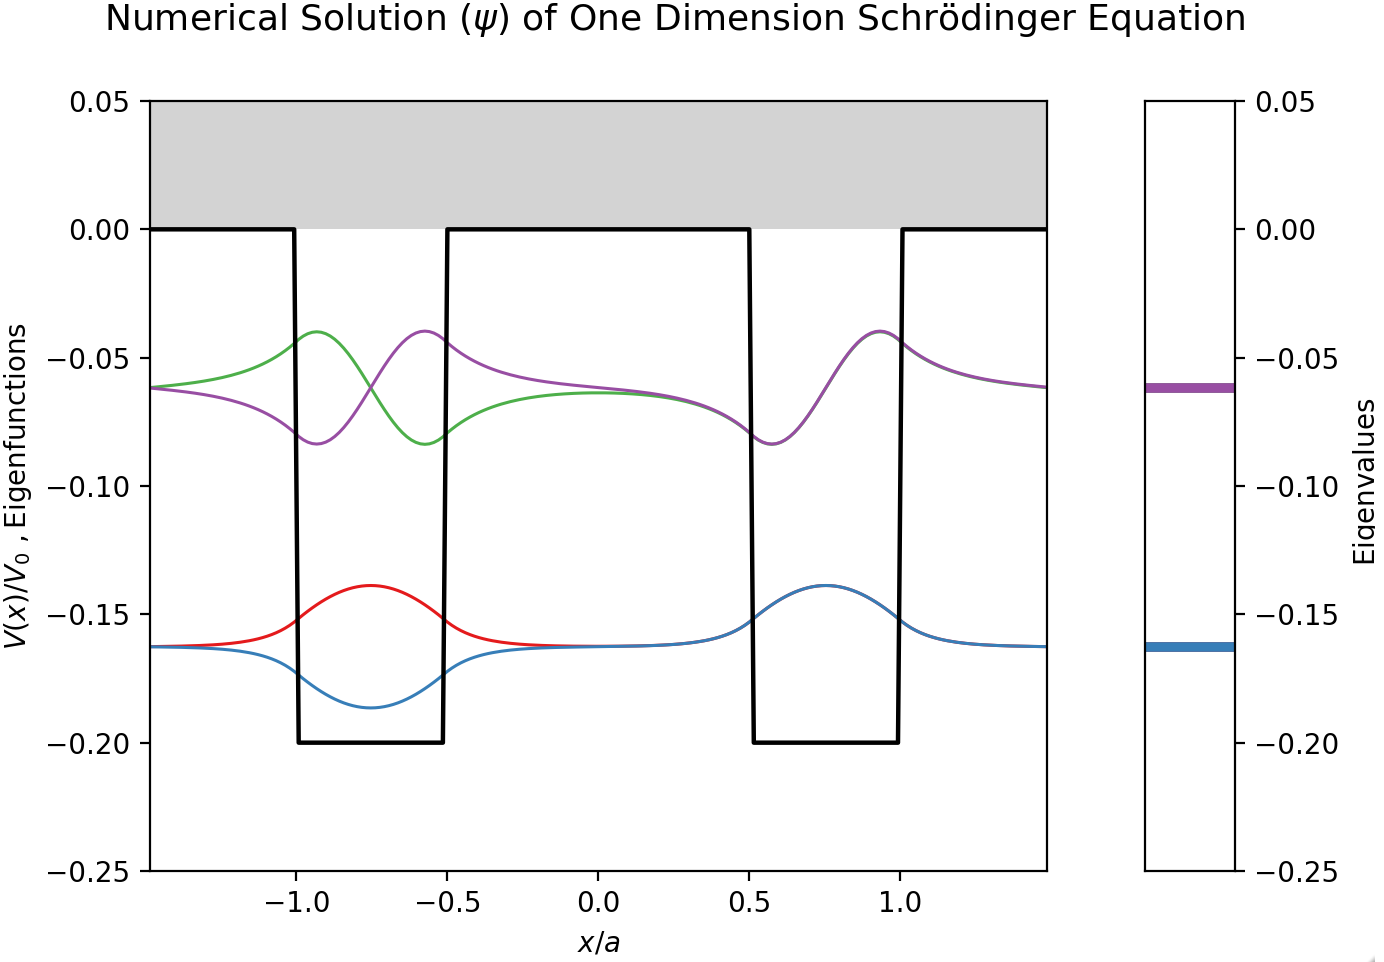 Numerical Solution (ψ) of One Dimension Schrödinger Equation
0.05
0.00
−0.05
−0.10
−0.15
−0.20
−0.25
V(x)/V₀ , Eigenfunctions
−1.0 −0.5 0.0 0.5 1.0
x/a
0.05
0.00
−0.05
−0.10
−0.15
−0.20
−0.25
Eigenvalues